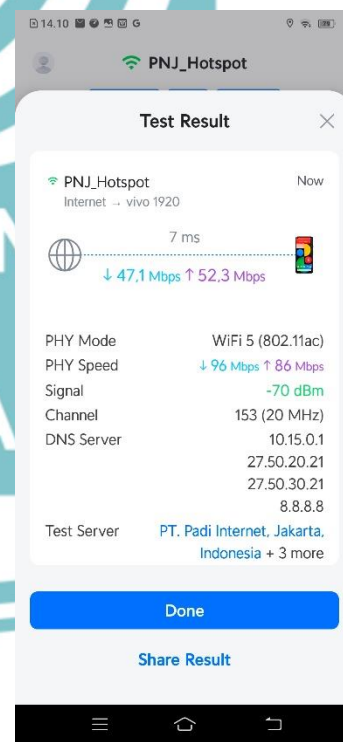 14.10
PNJ_Hotspot
Test Result
PNJ_Hotspot Now
Internet → vivo 1920
7 ms
↓ 47,1 Mbps ↑ 52,3 Mbps
PHY Mode WiFi 5 (802.11ac)
PHY Speed ↓ 96 Mbps ↑ 86 Mbps
Signal -70 dBm
Channel 153 (20 MHz)
DNS Server 10.15.0.1
27.50.20.21
27.50.30.21
8.8.8.8
Test Server PT. Padi Internet, Jakarta,
Indonesia + 3 more
Done
Share Result